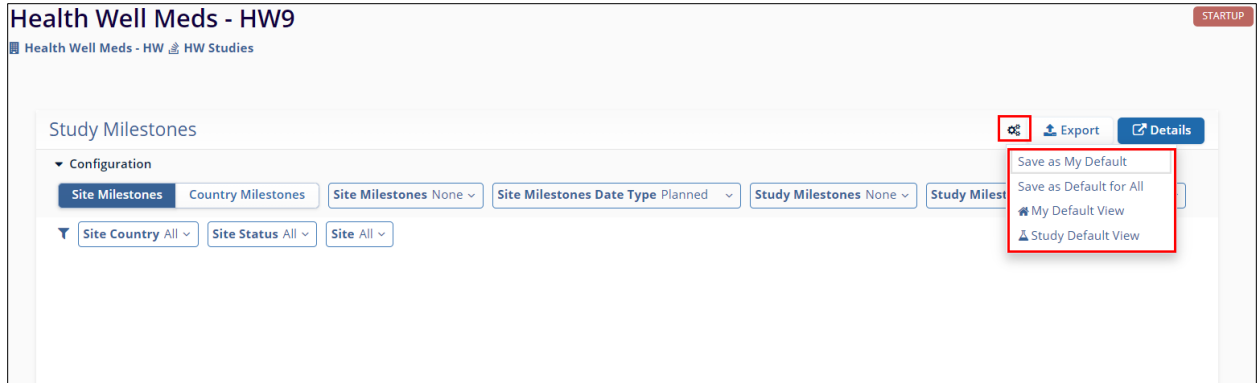 Health Well Meds - HW9
STARTUP
Health Well Meds - HW HW Studies
Study Milestones
Export
Details
Configuration
Save as My Default
Save as Default for All
My Default View
Study Default View
Site Milestones Country Milestones Site Milestones None Site Milestones Date Type Planned Study Milestones None Study Milest
Site Country All Site Status All Site All